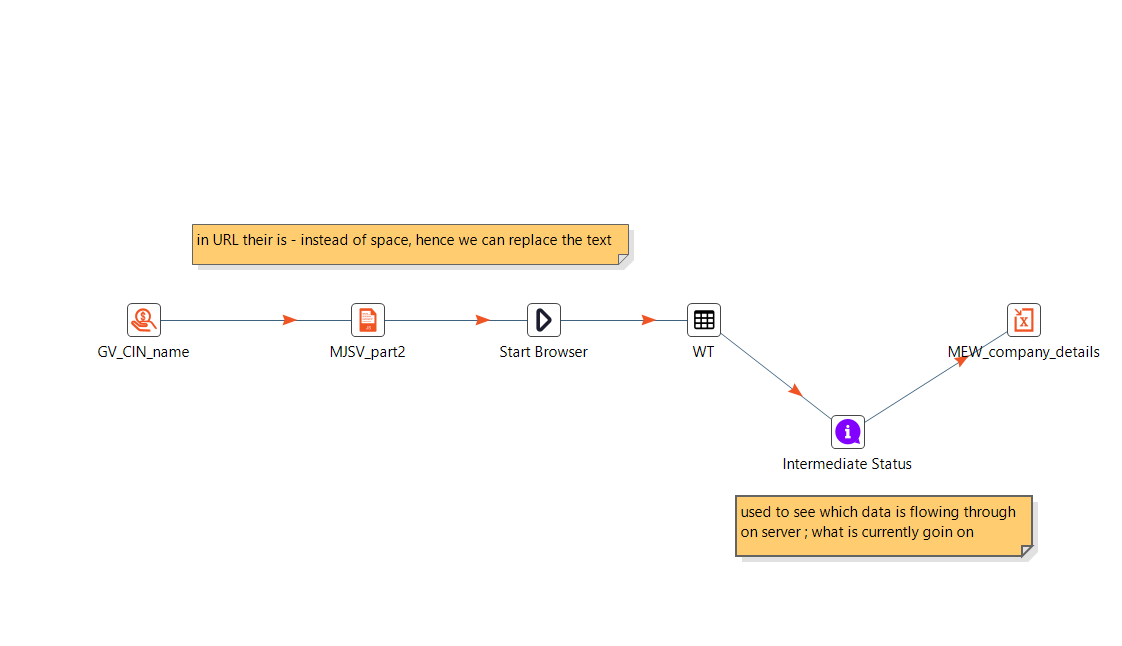 in URL their is - instead of space, hence we can replace the text
GV_CIN_name
MJSV_part2
Start Browser
WT
MEW_company_details
Intermediate Status
used to see which data is flowing through
on server ; what is currently goin on